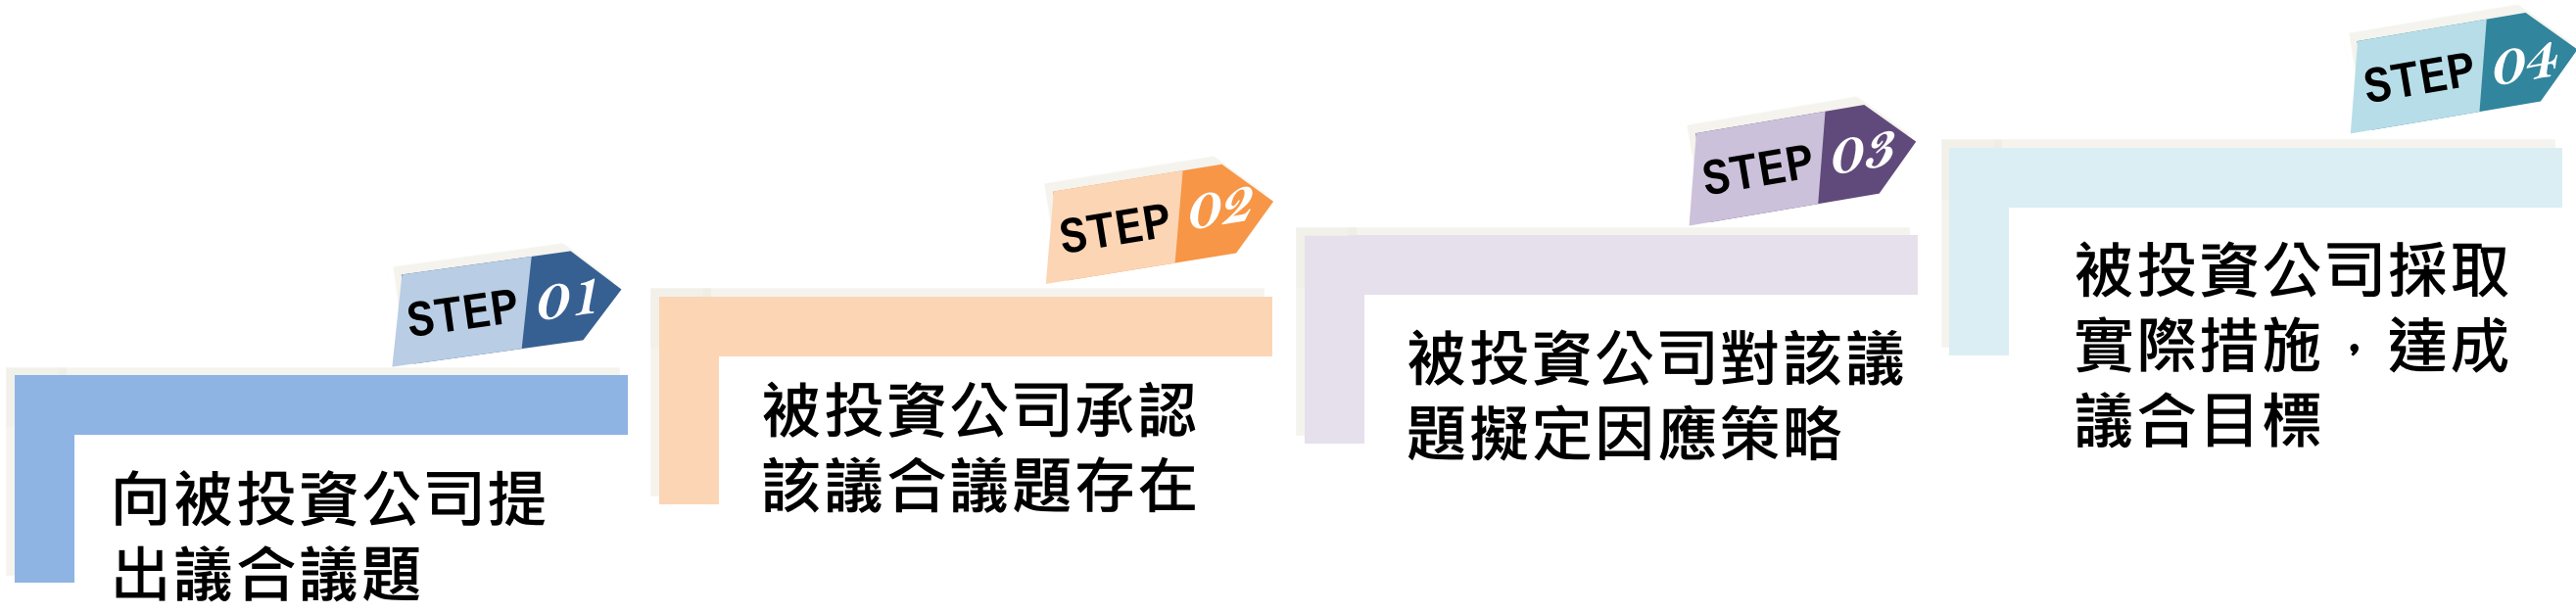 STEP 01
向被投資公司提
出議合議題
STEP 02
被投資公司承認
該議合議題存在
STEP 03
被投資公司對該議
題擬定因應策略
STEP 04
被投資公司採取
實際措施，達成
議合目標